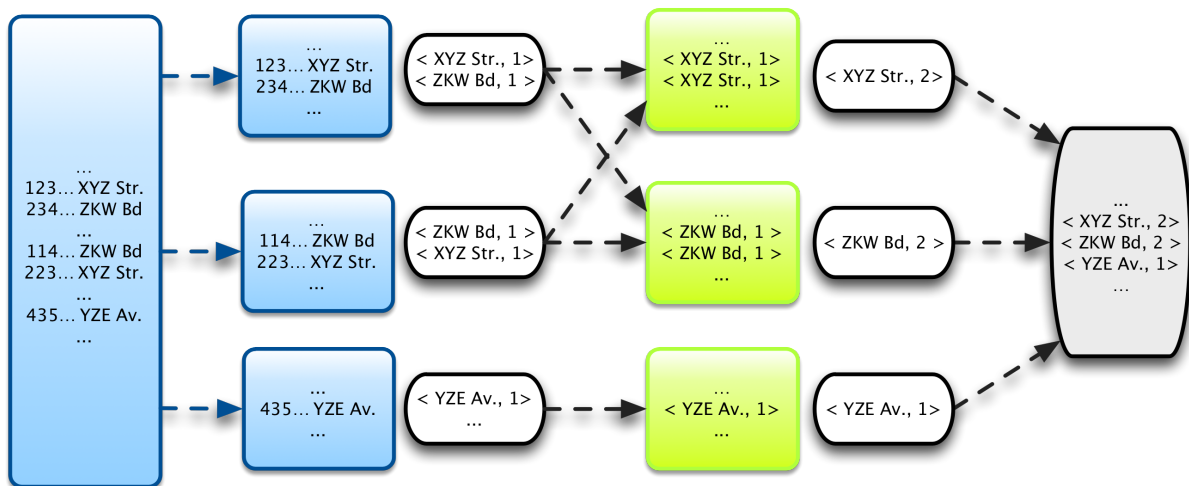 ...
123... XYZ Str.
234... ZKW Bd
...
114... ZKW Bd
223... XYZ Str.
...
435... YZE Av.
...
...
123... XYZ Str.
234... ZKW Bd
...
...
114... ZKW Bd
223... XYZ Str.
...
...
435... YZE Av.
...
< XYZ Str., 1>
< ZKW Bd, 1 >
< ZKW Bd, 1 >
< XYZ Str., 1>
< YZE Av., 1>
...
...
< XYZ Str., 1>
< XYZ Str., 1>
...
...
< ZKW Bd, 1 >
< ZKW Bd, 1 >
...
...
< YZE Av., 1>
...
< XYZ Str., 2>
< ZKW Bd, 2 >
< YZE Av., 1>
...
< XYZ Str., 2>
< ZKW Bd, 2 >
< YZE Av., 1>
...